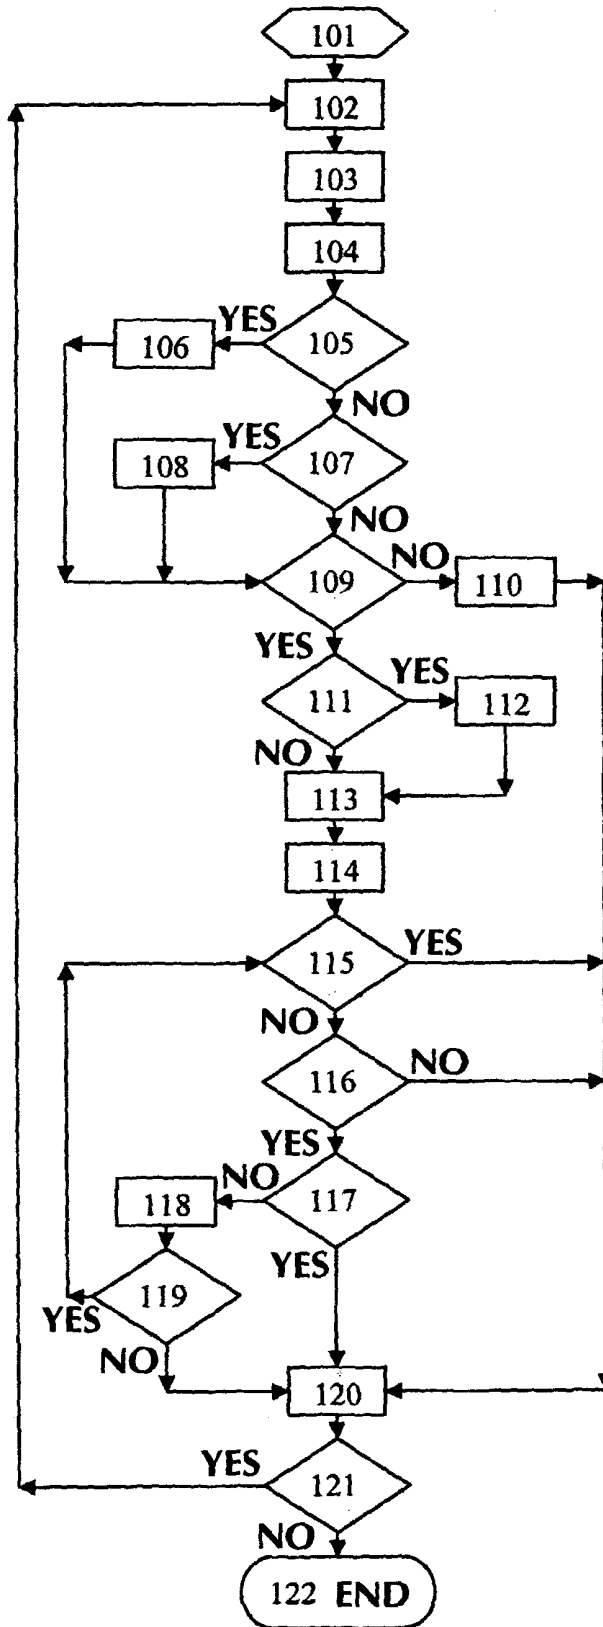 101
102
103
104
YES
106
105
NO
YES
108
107
NO
NO
109
110
YES
YES
111
112
NO
113
114
YES
115
NO
NO
116
YES
NO
118
117
YES
119
YES
NO
120
YES
121
NO
122 END